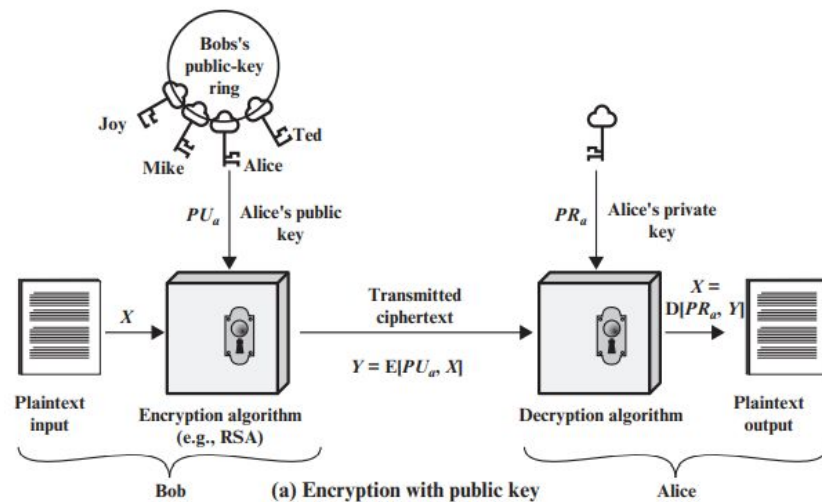 Bobs's
public-key
ring
Joy
Ted
Mike
Alice
PUa
Alice's public
key
PRa
Alice's private
key
X
Transmitted
ciphertext
X =
D[PRa, Y]
Y = E[PUa, X]
Plaintext
input
Encryption algorithm
(e.g., RSA)
Decryption algorithm
Plaintext
output
Bob
(a) Encryption with public key
Alice